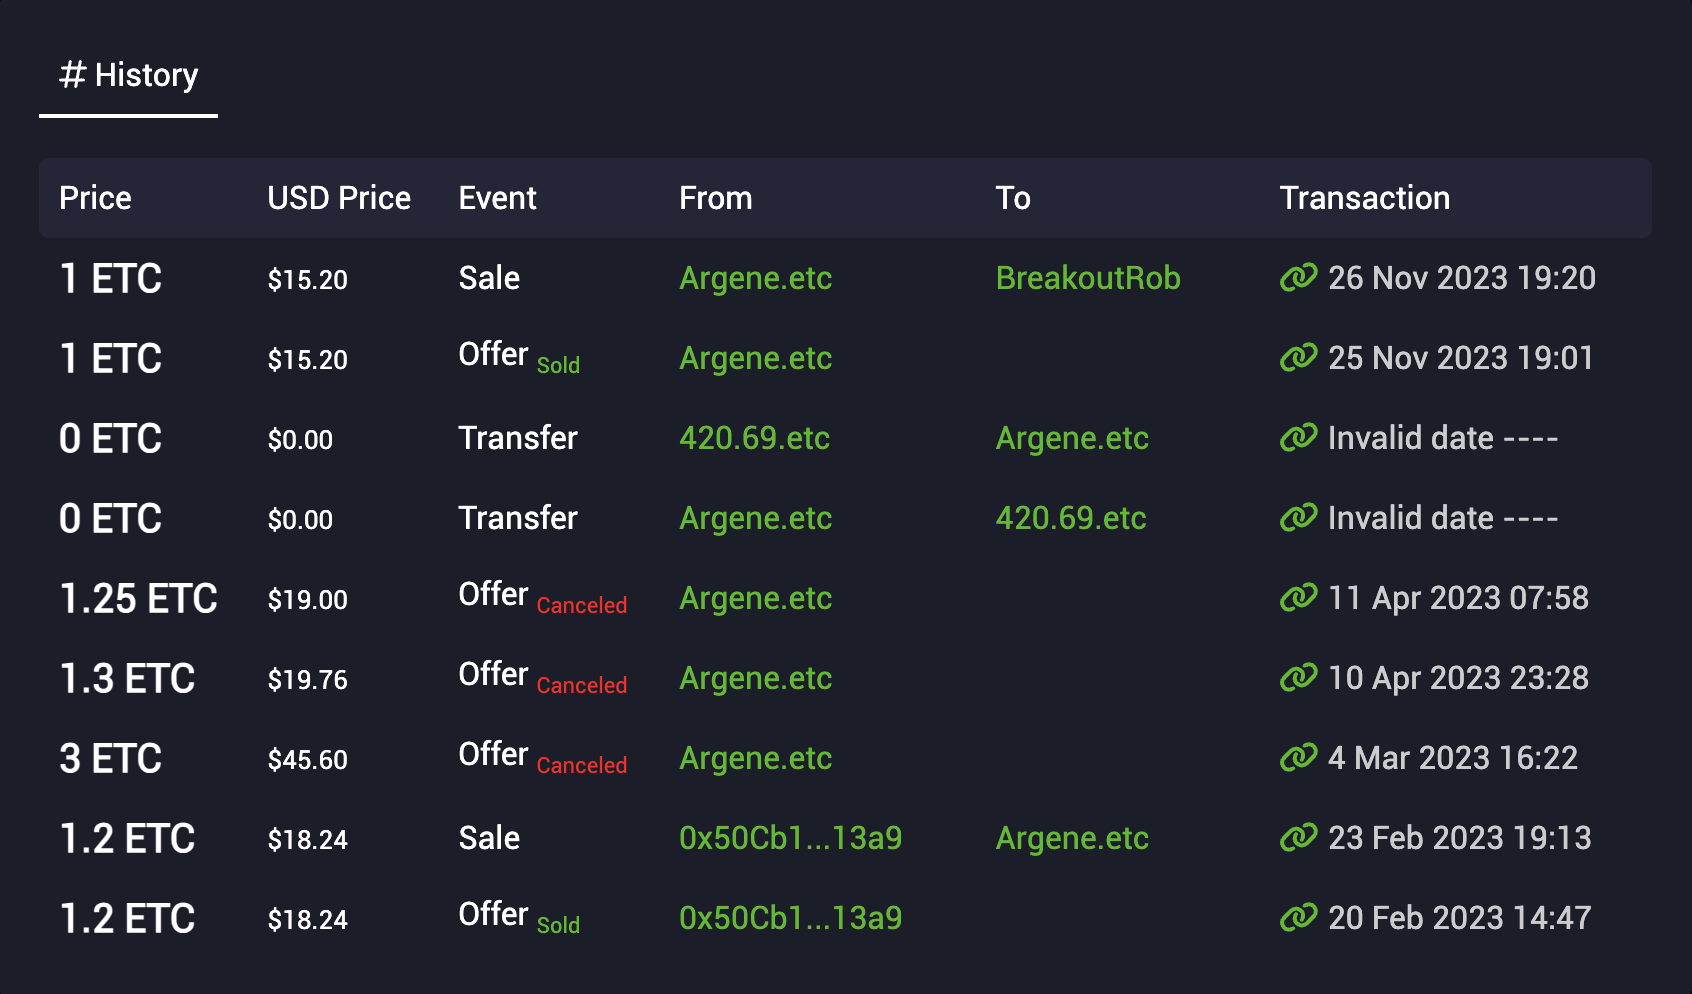 # History
Price USD Price Event From To Transaction
1 ETC $15.20 Sale Argene.etc BreakoutRob 26 Nov 2023 19:20
1 ETC $15.20 Offer Sold Argene.etc 25 Nov 2023 19:01
0 ETC $0.00 Transfer 420.69.etc Argene.etc Invalid date ----
0 ETC $0.00 Transfer Argene.etc 420.69.etc Invalid date ----
1.25 ETC $19.00 Offer Canceled Argene.etc 11 Apr 2023 07:58
1.3 ETC $19.76 Offer Canceled Argene.etc 10 Apr 2023 23:28
3 ETC $45.60 Offer Canceled Argene.etc 4 Mar 2023 16:22
1.2 ETC $18.24 Sale 0x50Cb1...13a9 Argene.etc 23 Feb 2023 19:13
1.2 ETC $18.24 Offer Sold 0x50Cb1...13a9 20 Feb 2023 14:47